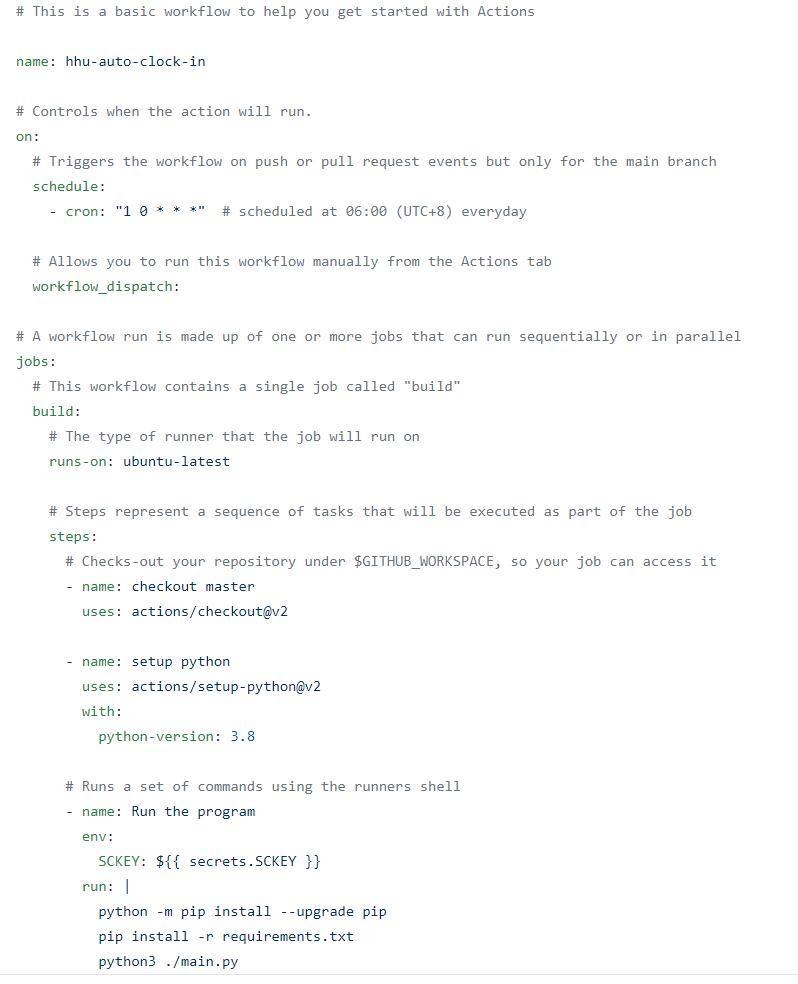 # This is a basic workflow to help you get started with Actions
name: hhu-auto-clock-in
# Controls when the action will run.
on:
# Triggers the workflow on push or pull request events but only for the main branch
schedule:
- cron: "1 0 * * *"  # scheduled at 06:00 (UTC+8) everyday
# Allows you to run this workflow manually from the Actions tab
workflow_dispatch:
# A workflow run is made up of one or more jobs that can run sequentially or in parallel
jobs:
# This workflow contains a single job called "build"
build:
# The type of runner that the job will run on
runs-on: ubuntu-latest
# Steps represent a sequence of tasks that will be executed as part of the job
steps:
# Checks-out your repository under $GITHUB_WORKSPACE, so your job can access it
- name: checkout master
uses: actions/checkout@v2
- name: setup python
uses: actions/setup-python@v2
with:
python-version: 3.8
# Runs a set of commands using the runners shell
- name: Run the program
env:
SCKEY: ${{ secrets.SCKEY }}
run: |
python -m pip install --upgrade pip
pip install -r requirements.txt
python3 ./main.py